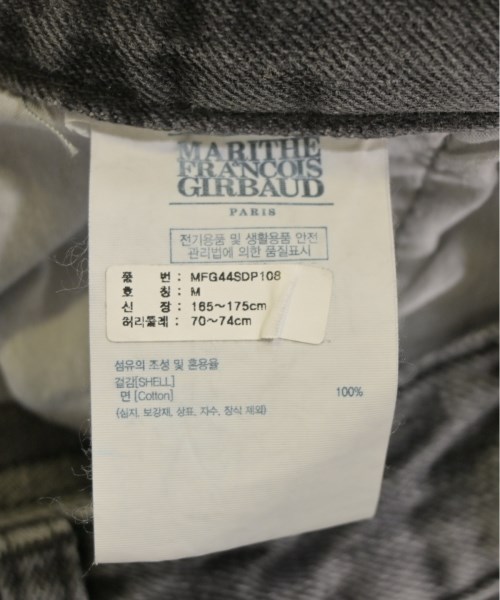 MARITHE
FRANCOIS
GIRBAUD
PARIS
전기용품 및 생활용품 안전
관리법에 의한 품질표시
품 번 : MFG44SDP108
호 칭 : M
신 장 : 165~175cm
허리둘레 : 70~74cm
섬유의 조성 및 혼용율
겉감[SHELL]
면 [Cotton] 100%
(심지, 보강재, 상표, 자수, 장식 제외)